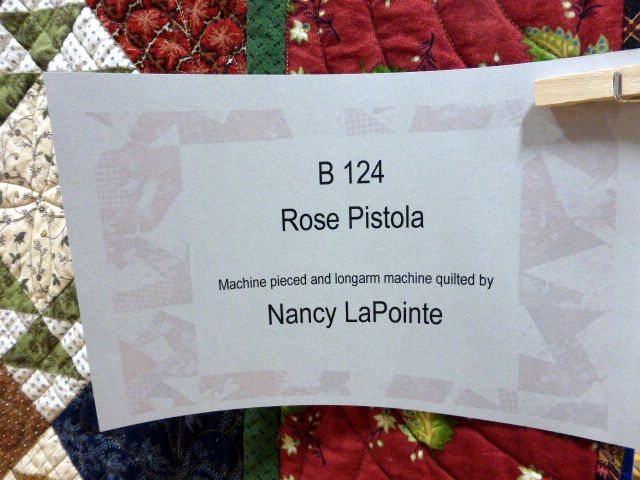 B 124
Rose Pistola
Machine pieced and longarm machine quilted by
Nancy LaPointe